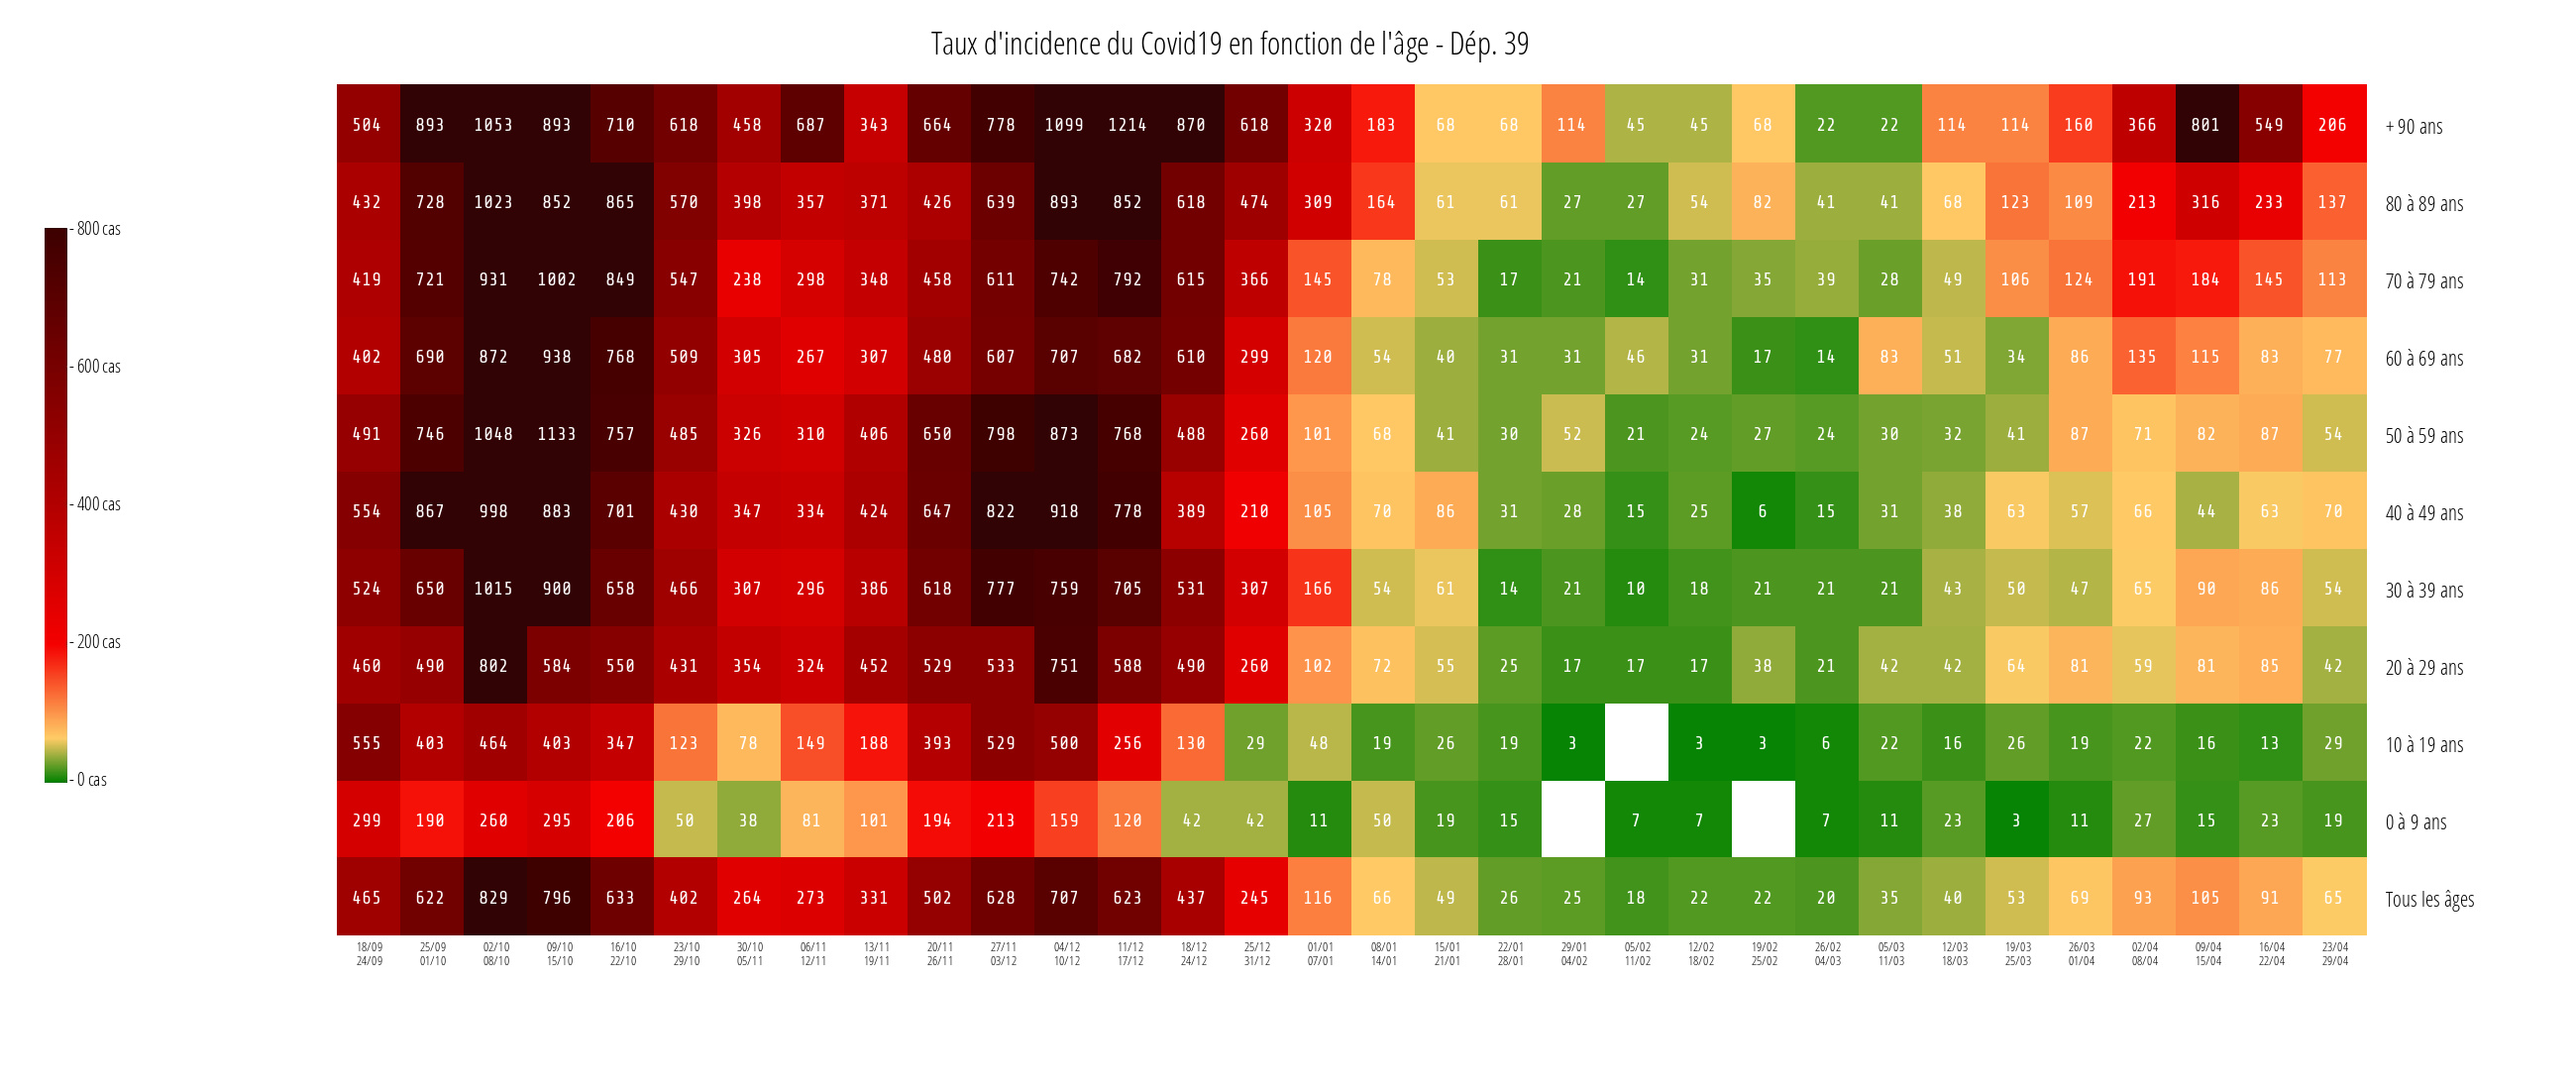 Taux d'incidence du Covid19 en fonction de l'âge - Dép. 39
504 893 1053 893 710 618 458 687 343 664 778 1099 1214 870 618 320 183 68 68 114 45 45 68 22 22 114 114 160 366 801 549 206 + 90 ans
432 728 1023 852 865 570 398 357 371 426 639 893 852 618 474 309 164 61 61 27 27 54 82 41 41 68 123 109 213 316 233 137 80 à 89 ans
419 721 931 1002 849 547 238 298 348 458 611 742 792 615 366 145 78 53 17 21 14 31 35 39 28 49 106 124 191 184 145 113 70 à 79 ans
402 690 872 938 768 509 305 267 307 480 607 707 682 610 299 120 54 40 31 31 46 31 17 14 83 51 34 86 135 115 83 77 60 à 69 ans
491 746 1048 1133 757 485 326 310 406 650 798 873 768 488 260 101 68 41 30 52 21 24 27 24 30 32 41 87 71 82 87 54 50 à 59 ans
554 867 998 883 701 430 347 334 424 647 822 918 778 389 210 105 70 86 31 28 15 25 6 15 31 38 63 57 66 44 63 70 40 à 49 ans
524 650 1015 900 658 466 307 296 386 618 777 759 705 531 307 166 54 61 14 21 10 18 21 21 21 43 50 47 65 90 86 54 30 à 39 ans
460 490 802 584 550 431 354 324 452 529 533 751 588 490 260 102 72 55 25 17 17 17 38 21 42 42 64 81 59 81 85 42 20 à 29 ans
555 403 464 403 347 123 78 149 188 393 529 500 256 130 29 48 19 26 19 3 3 3 6 22 16 26 19 22 16 13 29 10 à 19 ans
299 190 260 295 206 50 38 81 101 194 213 159 120 42 42 11 50 19 15 7 7 7 11 23 3 11 27 15 23 19 0 à 9 ans
465 622 829 796 633 402 264 273 331 502 628 707 623 437 245 116 66 49 26 25 18 22 22 20 35 40 53 69 93 105 91 65 Tous les âges
18/09 25/09 02/10 09/10 16/10 23/10 30/10 06/11 13/11 20/11 27/11 04/12 11/12 18/12 25/12 01/01 08/01 15/01 22/01 29/01 05/02 12/02 19/02 26/02 05/03 12/03 19/03 26/03 02/04 09/04 16/04 23/04
24/09 01/10 08/10 15/10 22/10 29/10 05/11 12/11 19/11 26/11 03/12 10/12 17/12 24/12 31/12 07/01 14/01 21/01 28/01 04/02 11/02 18/02 25/02 04/03 11/03 18/03 25/03 01/04 08/04 15/04 22/04 29/04
- 800 cas
- 600 cas
- 400 cas
- 200 cas
- 0 cas